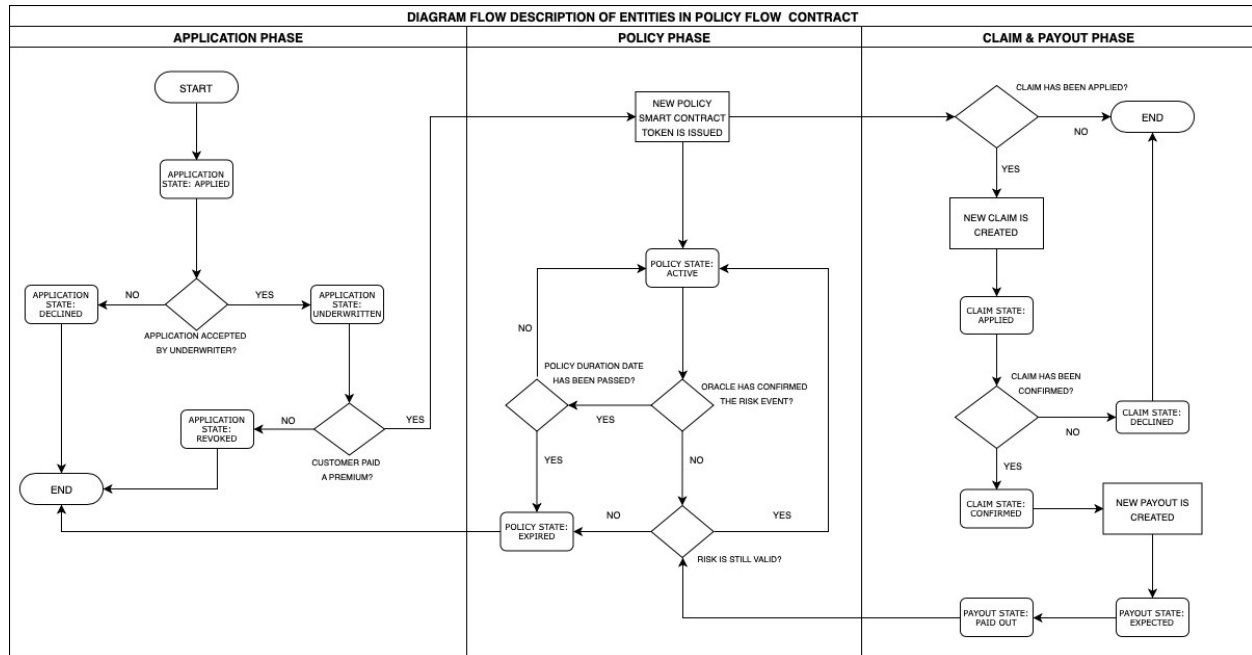 DIAGRAM FLOW DESCRIPTION OF ENTITIES IN POLICY FLOW CONTRACT
APPLICATION PHASE
POLICY PHASE
CLAIM & PAYOUT PHASE
START
APPLICATION
STATE: APPLIED
NO
YES
APPLICATION
STATE:
DECLINED
APPLICATION
STATE:
UNDERWRITTEN
APPLICATION ACCEPTED
BY UNDERWRITER?
APPLICATION
STATE:
REVOKED
NO
YES
CUSTOMER PAID
A PREMIUM?
END
NEW POLICY
SMART CONTRACT
TOKEN IS ISSUED
POLICY STATE:
ACTIVE
NO
POLICY DURATION DATE
HAS BEEN PASSED?
ORACLE HAS CONFIRMED
THE RISK EVENT?
YES
YES
NO
POLICY STATE:
EXPIRED
NO
YES
RISK IS STILL VALID?
CLAIM HAS BEEN APPLIED?
NO
END
YES
NEW CLAIM IS
CREATED
CLAIM STATE:
APPLIED
CLAIM HAS BEEN
CONFIRMED?
NO
CLAIM STATE:
DECLINED
YES
CLAIM STATE:
CONFIRMED
NEW PAYOUT IS
CREATED
PAYOUT STATE:
PAID OUT
PAYOUT STATE:
EXPECTED